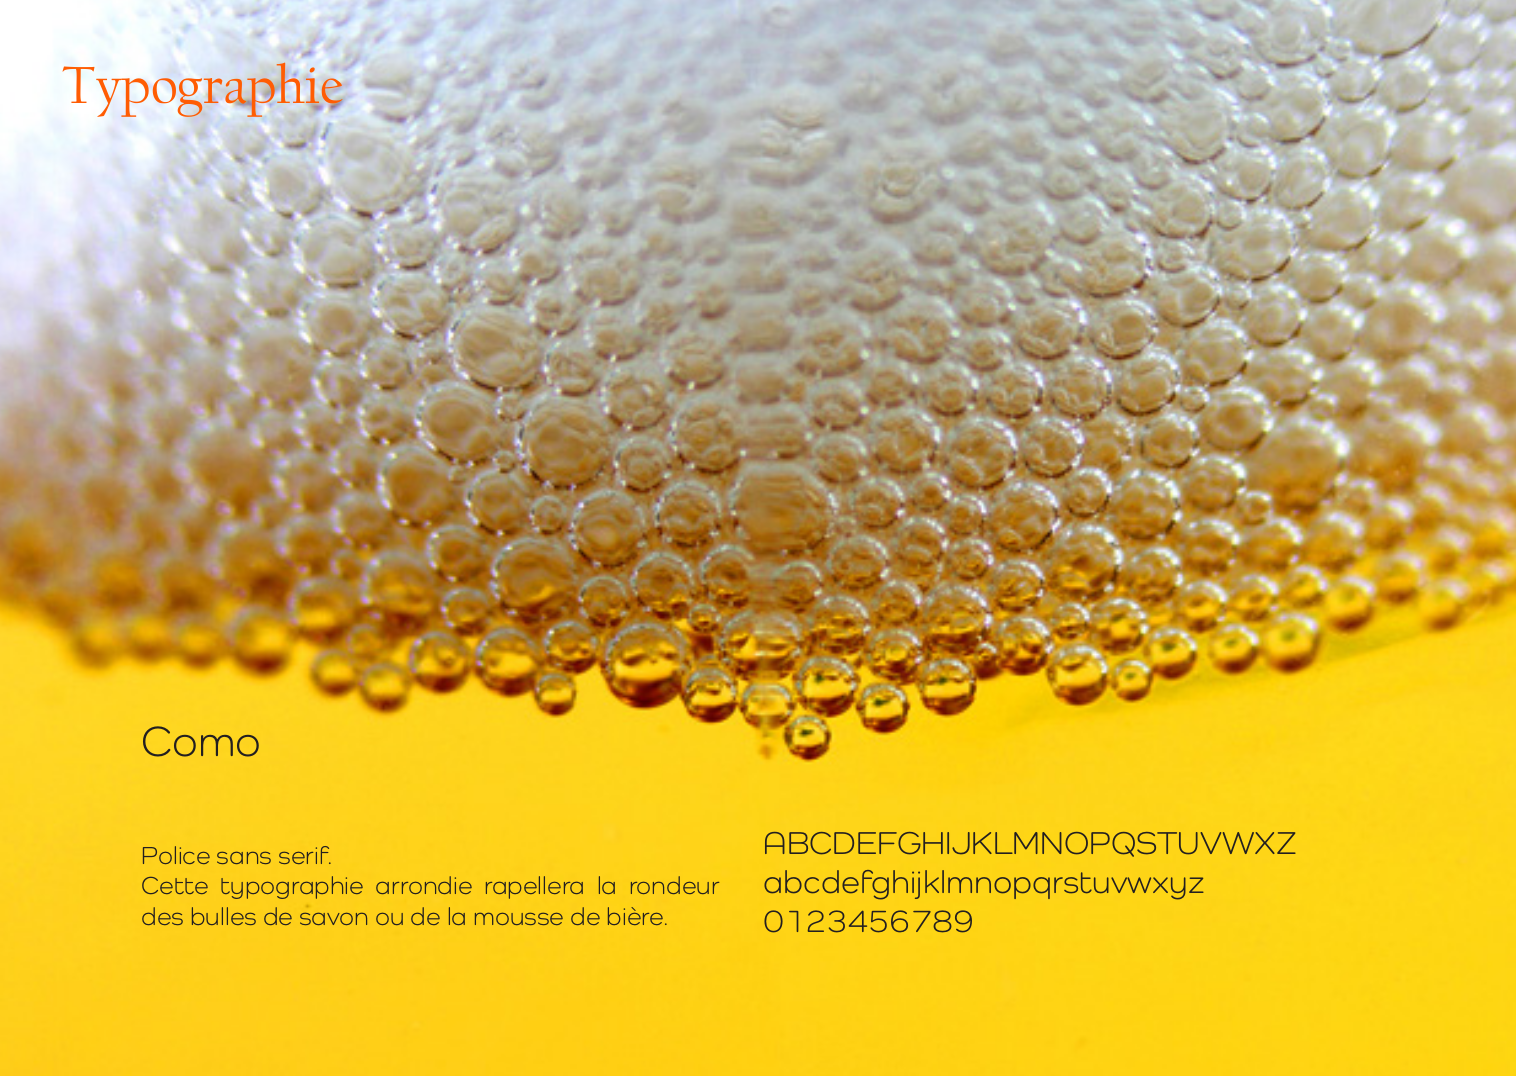 Typographie
Como
Police sans serif.
Cette typographie arrondie rapellera la rondeur
des bulles de savon ou de la mousse de bière.
ABCDEFGHIJKLMNOPQSTUVWXZ
abcdefghijklmnopqrstuvwxyz
0123456789